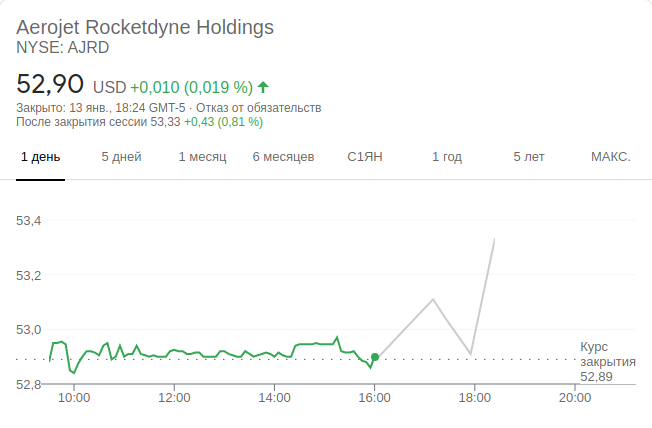 Aerojet Rocketdyne Holdings
NYSE: AJRD
52,90 USD +0,010 (0,019 %)
Закрыто: 13 янв., 18:24 GMT-5 · Отказ от обязательств
После закрытия сессии 53,33 +0,43 (0,81 %)
1 день 5 дней 1 месяц 6 месяцев С1ЯН 1 год 5 лет МАКС.
53,4
53,2
53,0
Курс
закрытия
52,89
52,8
10:00 12:00 14:00 16:00 18:00 20:00